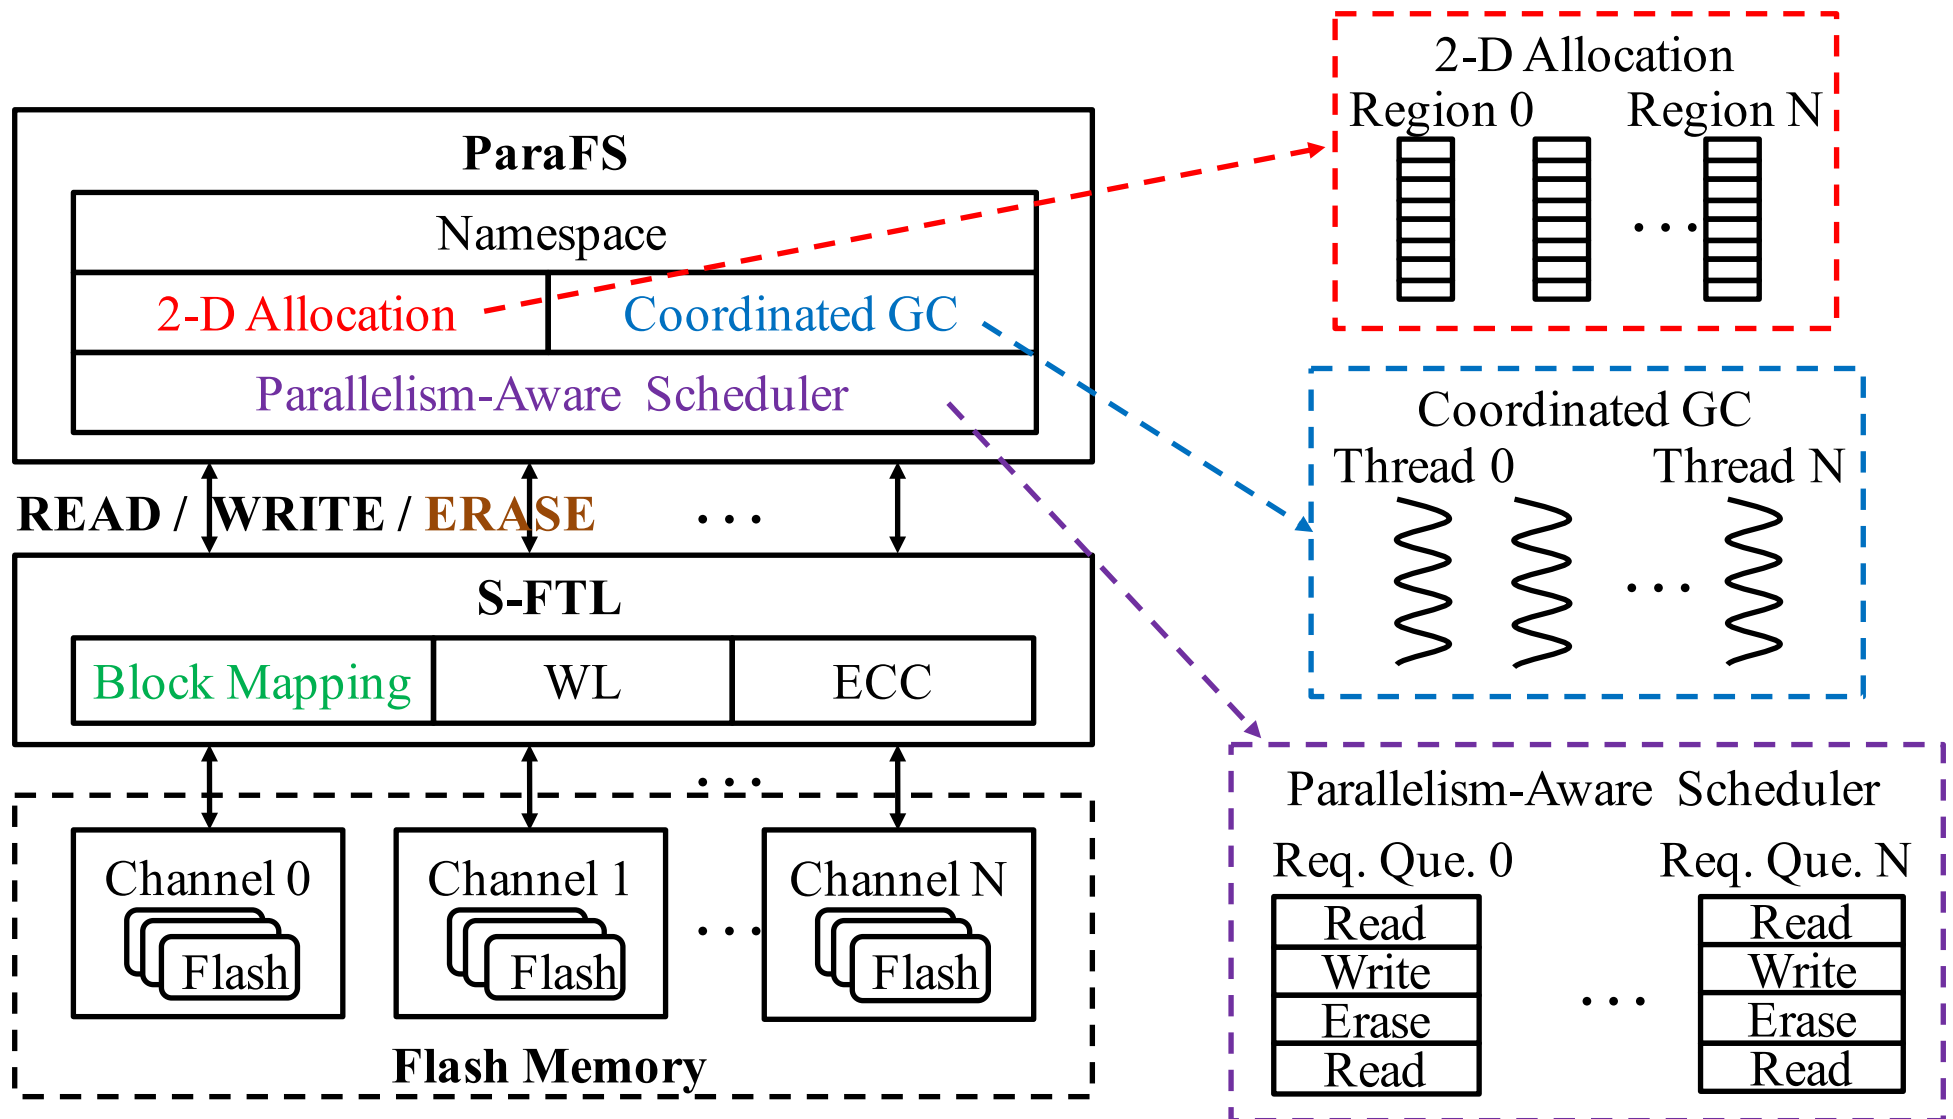 ParaFS
Namespace
2-D Allocation
Coordinated GC
Parallelism-Aware Scheduler
READ / WRITE / ERASE
...
S-FTL
Block Mapping
WL
ECC
...
Channel 0
Flash
Channel 1
Flash
...
Channel N
Flash
Flash Memory
2-D Allocation
Region 0
Region N
...
Coordinated GC
Thread 0
Thread N
...
Parallelism-Aware Scheduler
Req. Que. 0
Read
Write
Erase
Read
...
Req. Que. N
Read
Write
Erase
Read